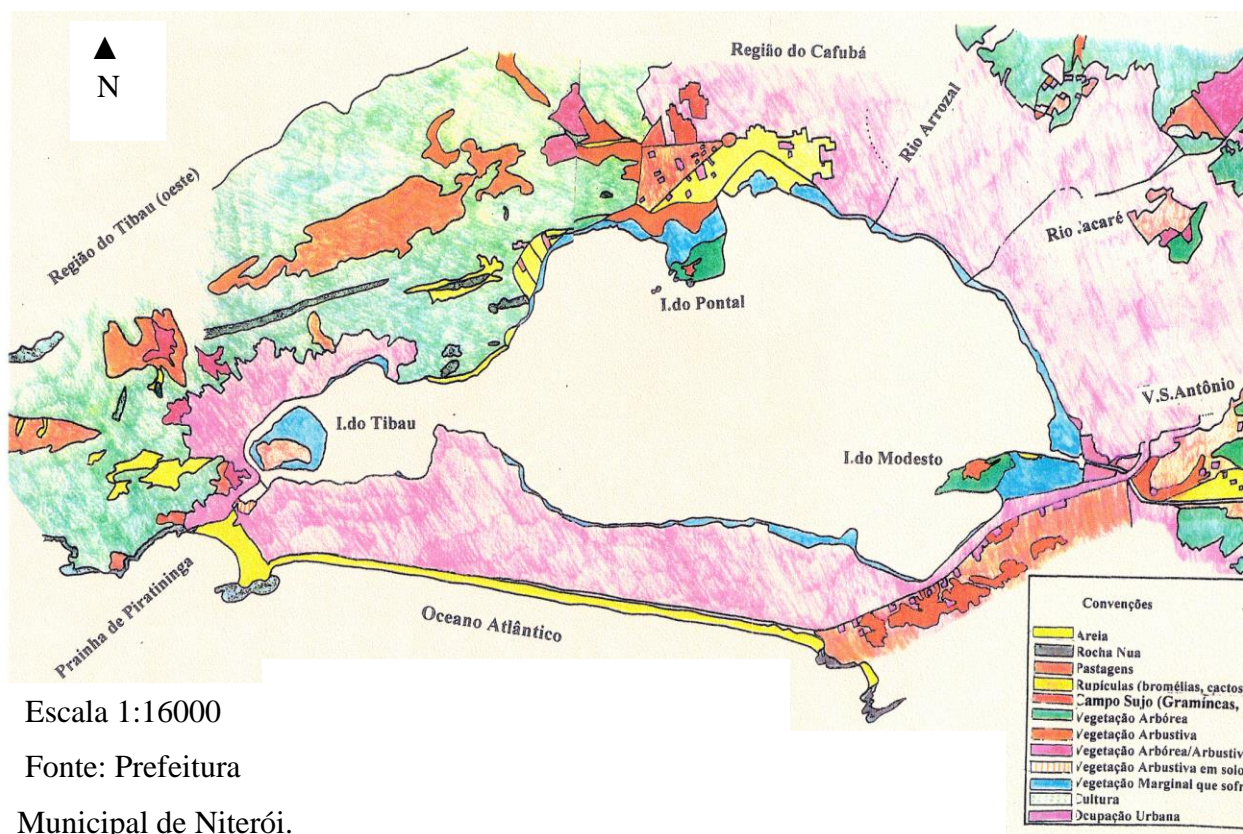 ▲
N
Região do Cafubá
Rio Arrozal
Região do Tibau (oeste)
Rio Jacaré
I.do Pontal
V.S.Antônio
I.do Tibau
I.do Modesto
Prainha de Piratininga
Oceano Atlântico
Convenções
Areia
Rocha Nua
Pastagens
Rupículas (bromélias, cactos
Campo Sujo (Gramíneas,
Vegetação Arbórea
Vegetação Arbustiva
Vegetação Arbórea/Arbustiv
Vegetação Arbustiva em solo
Vegetação Marginal que sofr
Cultura
Ocupação Urbana
Escala 1:16000
Fonte: Prefeitura
Municipal de Niterói.